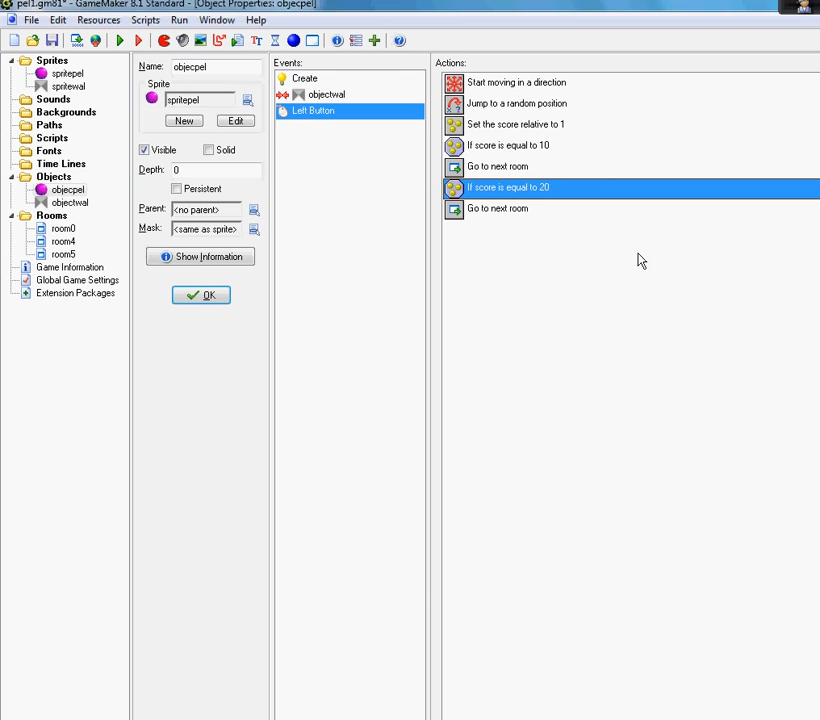 pel1.gm81* - GameMaker 8.1 Standard - [Object Properties: objecpel]
File Edit Resources Scripts Run Window Help
Sprites
spritepel
spritewal
Sounds
Backgrounds
Paths
Scripts
Fonts
Time Lines
Objects
objecpel
objectwal
Rooms
room0
room4
room5
Game Information
Global Game Settings
Extension Packages
Name: objecpel
Sprite
spritepel
New Edit
Visible Solid
Depth: 0
Persistent
Parent: <no parent>
Mask: <same as sprite>
Show Information
OK
Events:
Create
objectwal
Left Button
Actions:
Start moving in a direction
Jump to a random position
Set the score relative to 1
If score is equal to 10
Go to next room
If score is equal to 20
Go to next room